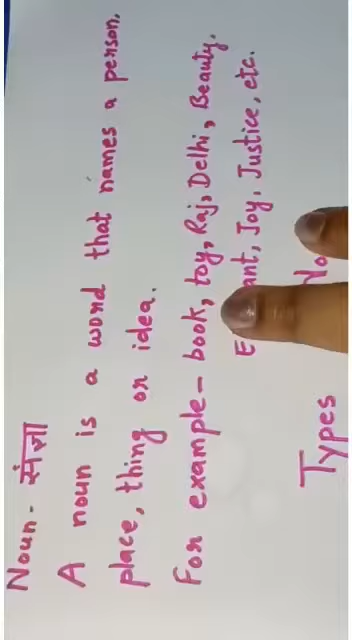 Noun - संज्ञा
A noun is a word that names a person,
place, thing or idea.
For example - book, toy, Raj, Delhi, Beauty,
Joy, Justice, etc.
Types